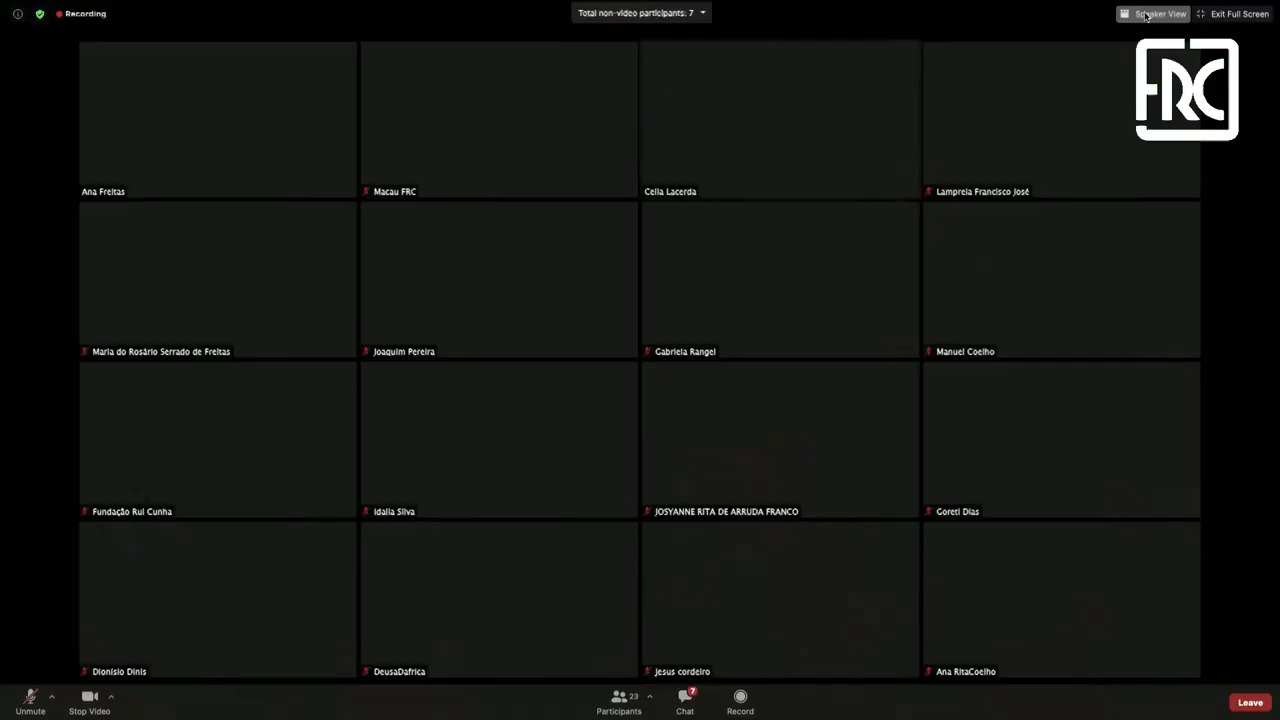 Recording
Total non-video participants: 7
Speaker View
Exit Full Screen
FRC
Ana Freitas
Macau FRC
Celia Lacerda
Lampreia Francisco José
Maria do Rosário Serrado de Freitas
Joaquim Pereira
Gabriela Rangel
Manuel Coelho
Fundação Rui Cunha
Idalia Silva
JOSYANNE RITA DE ARRUDA FRANCO
Goreti Dias
Dionisio Dinis
DeusaDafrica
Jesus cordeiro
Ana RitaCoelho
Unmute
Stop Video
23
Participants
7
Chat
Record
Leave